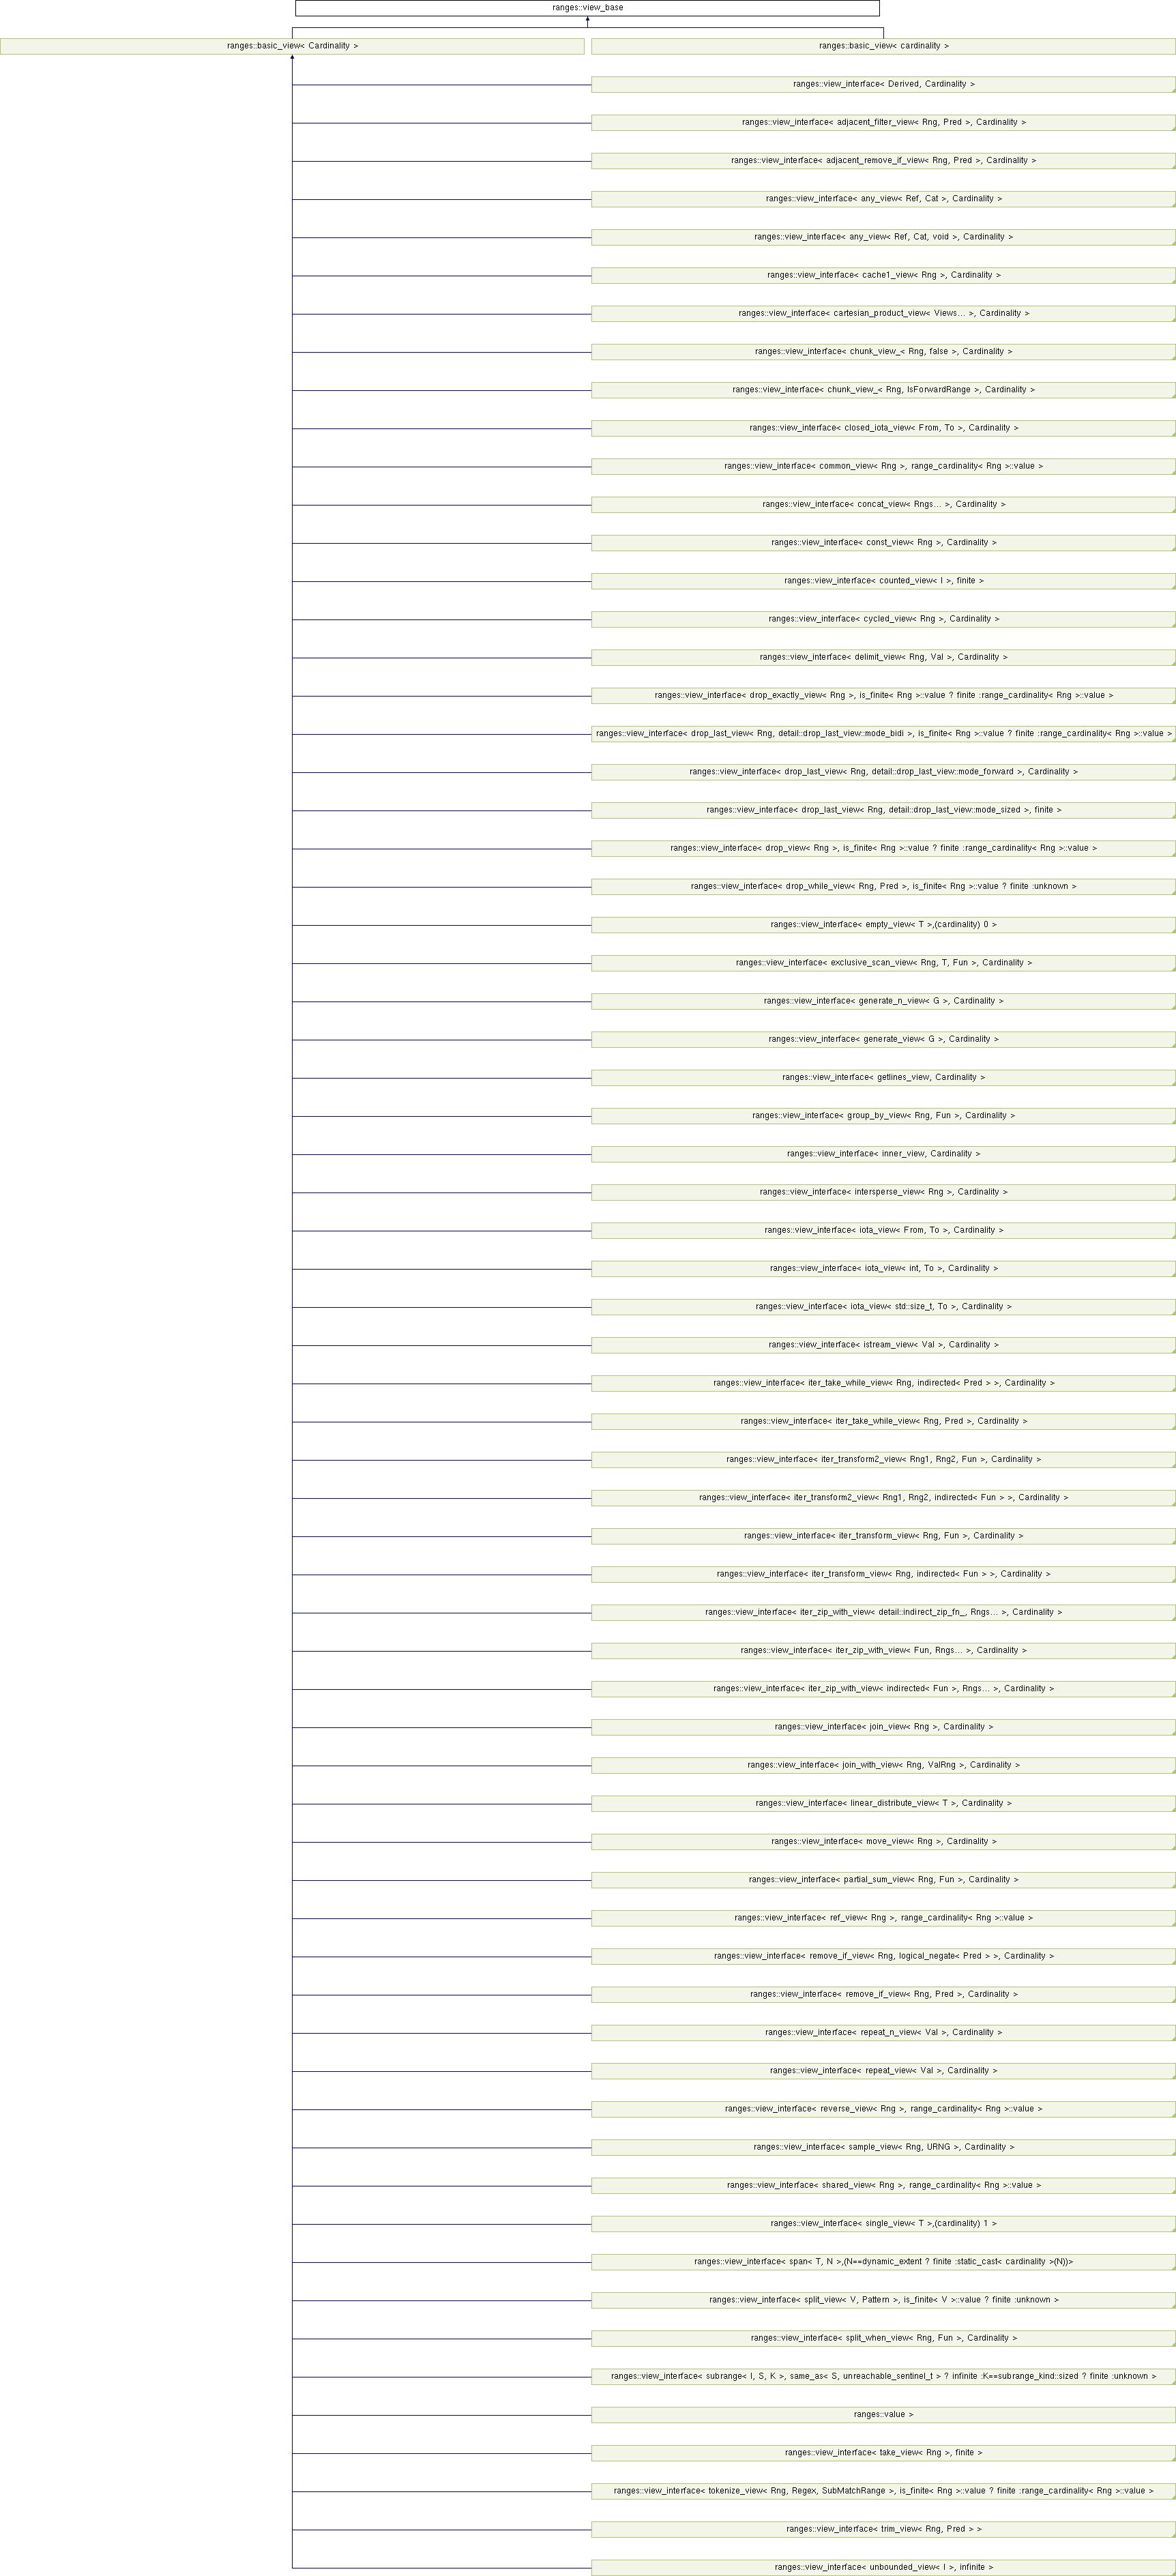 ranges::view_base
ranges::basic_view< Cardinality >
ranges::basic_view< cardinality >
ranges::view_interface< Derived, Cardinality >
ranges::view_interface< adjacent_filter_view< Rng, Pred >, Cardinality >
ranges::view_interface< adjacent_remove_if_view< Rng, Pred >, Cardinality >
ranges::view_interface< any_view< Ref, Cat >, Cardinality >
ranges::view_interface< any_view< Ref, Cat, void >, Cardinality >
ranges::view_interface< cache1_view< Rng >, Cardinality >
ranges::view_interface< cartesian_product_view< Views... >, Cardinality >
ranges::view_interface< chunk_view_< Rng, false >, Cardinality >
ranges::view_interface< chunk_view_< Rng, IsForwardRange >, Cardinality >
ranges::view_interface< closed_iota_view< From, To >, Cardinality >
ranges::view_interface< common_view< Rng >, range_cardinality< Rng >::value >
ranges::view_interface< concat_view< Rngs... >, Cardinality >
ranges::view_interface< const_view< Rng >, Cardinality >
ranges::view_interface< counted_view< I >, finite >
ranges::view_interface< cycled_view< Rng >, Cardinality >
ranges::view_interface< delimit_view< Rng, Val >, Cardinality >
ranges::view_interface< drop_exactly_view< Rng >, is_finite< Rng >::value ? finite :range_cardinality< Rng >::value >
ranges::view_interface< drop_last_view< Rng, detail::drop_last_view::mode_bidi >, is_finite< Rng >::value ? finite :range_cardinality< Rng >::value >
ranges::view_interface< drop_last_view< Rng, detail::drop_last_view::mode_forward >, Cardinality >
ranges::view_interface< drop_last_view< Rng, detail::drop_last_view::mode_sized >, finite >
ranges::view_interface< drop_view< Rng >, is_finite< Rng >::value ? finite :range_cardinality< Rng >::value >
ranges::view_interface< drop_while_view< Rng, Pred >, is_finite< Rng >::value ? finite :unknown >
ranges::view_interface< empty_view< T >,(cardinality) 0 >
ranges::view_interface< exclusive_scan_view< Rng, T, Fun >, Cardinality >
ranges::view_interface< generate_n_view< G >, Cardinality >
ranges::view_interface< generate_view< G >, Cardinality >
ranges::view_interface< getlines_view, Cardinality >
ranges::view_interface< group_by_view< Rng, Fun >, Cardinality >
ranges::view_interface< inner_view, Cardinality >
ranges::view_interface< intersperse_view< Rng >, Cardinality >
ranges::view_interface< iota_view< From, To >, Cardinality >
ranges::view_interface< iota_view< int, To >, Cardinality >
ranges::view_interface< iota_view< std::size_t, To >, Cardinality >
ranges::view_interface< istream_view< Val >, Cardinality >
ranges::view_interface< iter_take_while_view< Rng, indirected< Pred > >, Cardinality >
ranges::view_interface< iter_take_while_view< Rng, Pred >, Cardinality >
ranges::view_interface< iter_transform2_view< Rng1, Rng2, Fun >, Cardinality >
ranges::view_interface< iter_transform2_view< Rng1, Rng2, indirected< Fun > >, Cardinality >
ranges::view_interface< iter_transform_view< Rng, Fun >, Cardinality >
ranges::view_interface< iter_transform_view< Rng, indirected< Fun > >, Cardinality >
ranges::view_interface< iter_zip_with_view< detail::indirect_zip_fn_, Rngs... >, Cardinality >
ranges::view_interface< iter_zip_with_view< Fun, Rngs... >, Cardinality >
ranges::view_interface< iter_zip_with_view< indirected< Fun >, Rngs... >, Cardinality >
ranges::view_interface< join_view< Rng >, Cardinality >
ranges::view_interface< join_with_view< Rng, ValRng >, Cardinality >
ranges::view_interface< linear_distribute_view< T >, Cardinality >
ranges::view_interface< move_view< Rng >, Cardinality >
ranges::view_interface< partial_sum_view< Rng, Fun >, Cardinality >
ranges::view_interface< ref_view< Rng >, range_cardinality< Rng >::value >
ranges::view_interface< remove_if_view< Rng, logical_negate< Pred > >, Cardinality >
ranges::view_interface< remove_if_view< Rng, Pred >, Cardinality >
ranges::view_interface< repeat_n_view< Val >, Cardinality >
ranges::view_interface< repeat_view< Val >, Cardinality >
ranges::view_interface< reverse_view< Rng >, range_cardinality< Rng >::value >
ranges::view_interface< sample_view< Rng, URNG >, Cardinality >
ranges::view_interface< shared_view< Rng >, range_cardinality< Rng >::value >
ranges::view_interface< single_view< T >,(cardinality) 1 >
ranges::view_interface< span< T, N >,(N==dynamic_extent ? finite :static_cast< cardinality >(N))>
ranges::view_interface< split_view< V, Pattern >, is_finite< V >::value ? finite :unknown >
ranges::view_interface< split_when_view< Rng, Fun >, Cardinality >
ranges::view_interface< subrange< I, S, K >, same_as< S, unreachable_sentinel_t > ? infinite :K==subrange_kind::sized ? finite :unknown >
ranges::value >
ranges::view_interface< take_view< Rng >, finite >
ranges::view_interface< tokenize_view< Rng, Regex, SubMatchRange >, is_finite< Rng >::value ? finite :range_cardinality< Rng >::value >
ranges::view_interface< trim_view< Rng, Pred > >
ranges::view_interface< unbounded_view< I >, infinite >